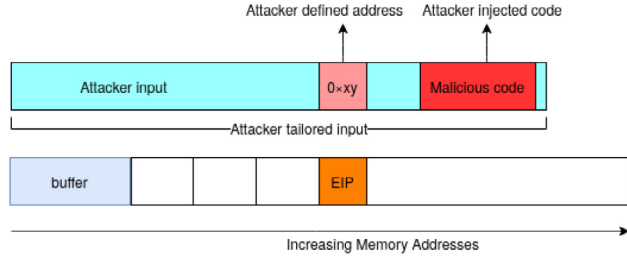 Attacker defined address
Attacker injected code
Attacker input
0×xy
Malicious code
Attacker tailored input
buffer
EIP
Increasing Memory Addresses